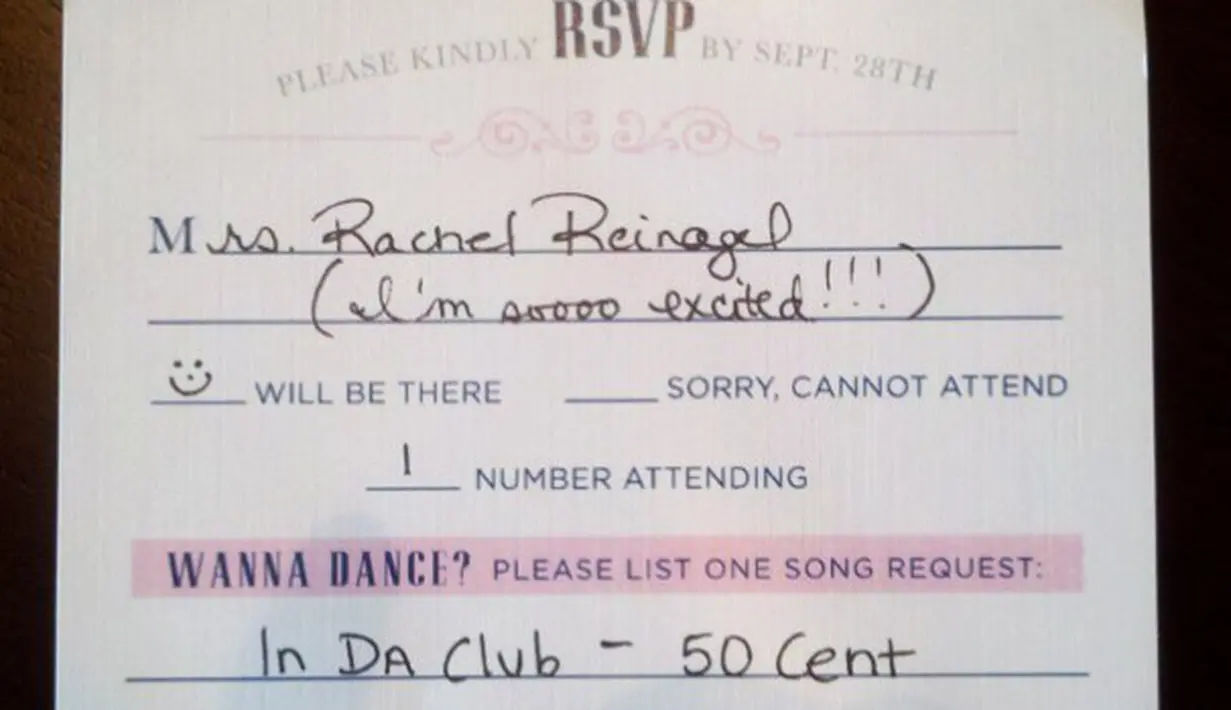 PLEASE KINDLY RSVP BY SEPT. 28TH
Mrs. Rachel Reinagel
(I'm soooo excited!!!)
WILL BE THERE SORRY, CANNOT ATTEND
1 NUMBER ATTENDING
WANNA DANCE? PLEASE LIST ONE SONG REQUEST:
In DA Club - 50 Cent